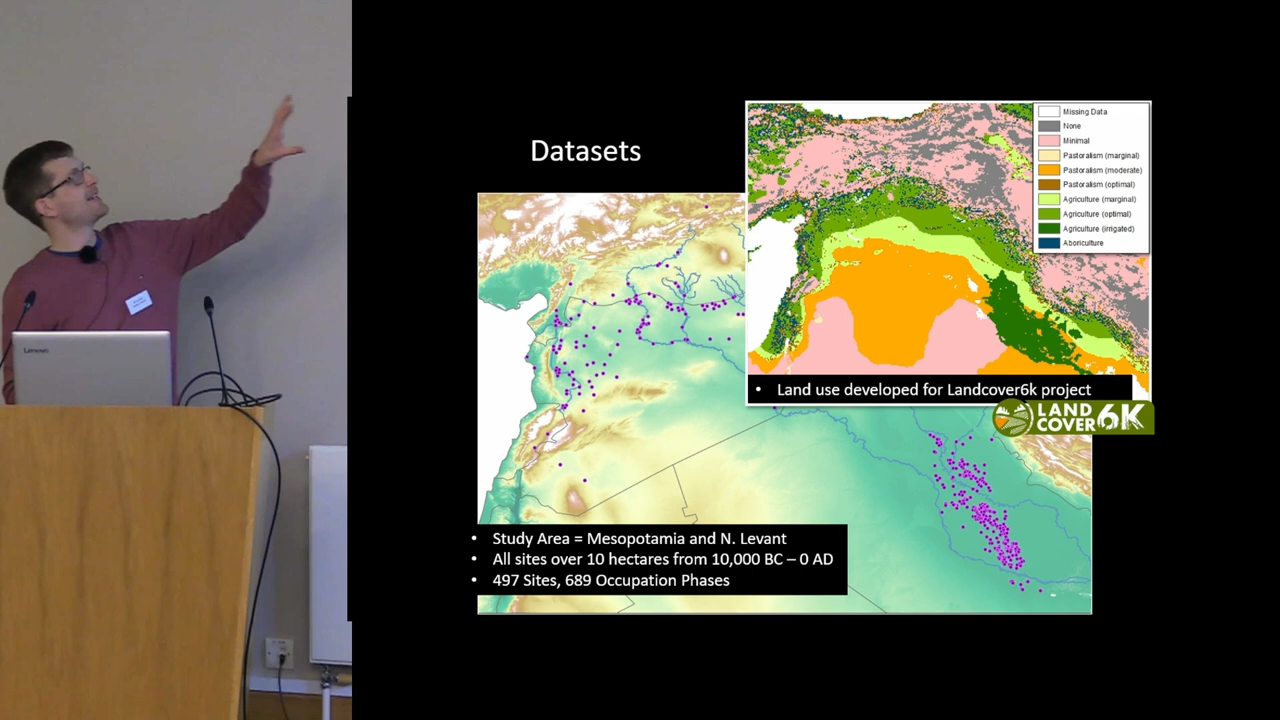 Datasets
Missing Data
None
Minimal
Pastoralism (marginal)
Pastoralism (moderate)
Pastoralism (optimal)
Agriculture (marginal)
Agriculture (optimal)
Agriculture (irrigated)
Aboriculture
• Land use developed for Landcover6k project
LAND
COVER 6K
• Study Area = Mesopotamia and N. Levant
• All sites over 10 hectares from 10,000 BC – 0 AD
• 497 Sites, 689 Occupation Phases
Lenovo